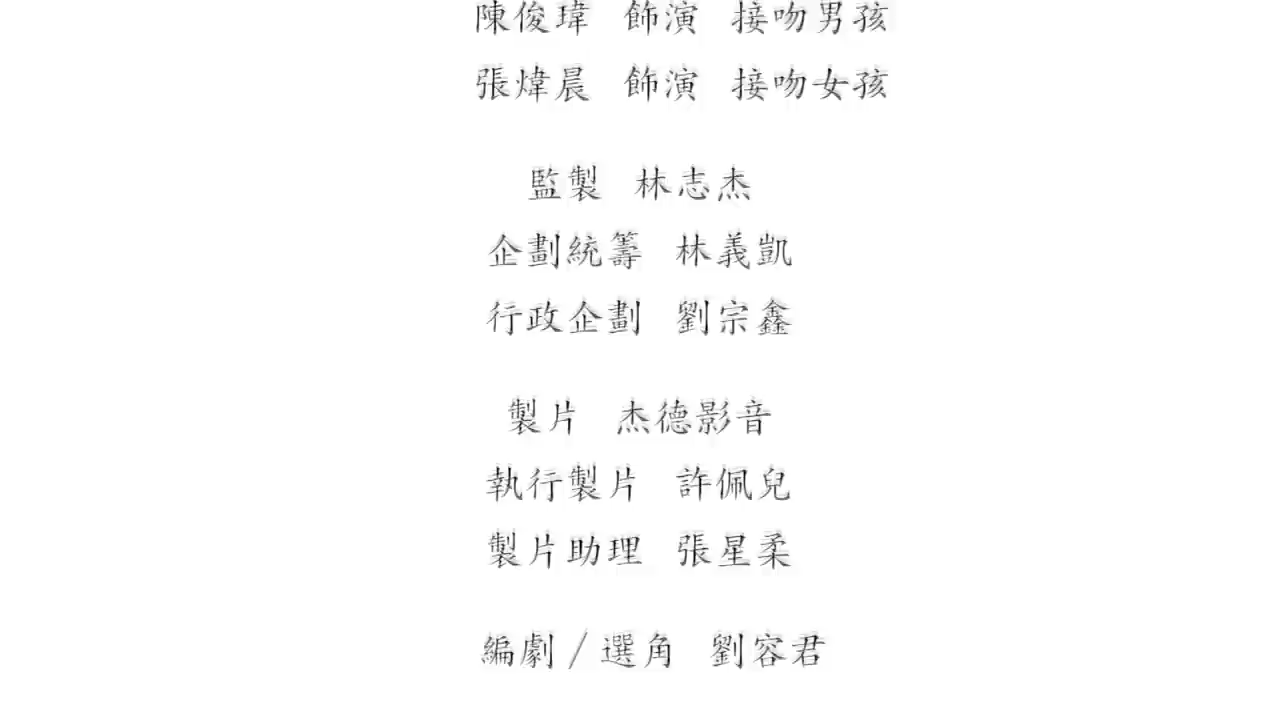 陳俊瑋 飾演 接吻男孩
張煒晨 飾演 接吻女孩
監製 林志杰
企劃統籌 林義凱
行政企劃 劉宗鑫
製片 杰德影音
執行製片 許佩兒
製片助理 張星柔
編劇/選角 劉容君